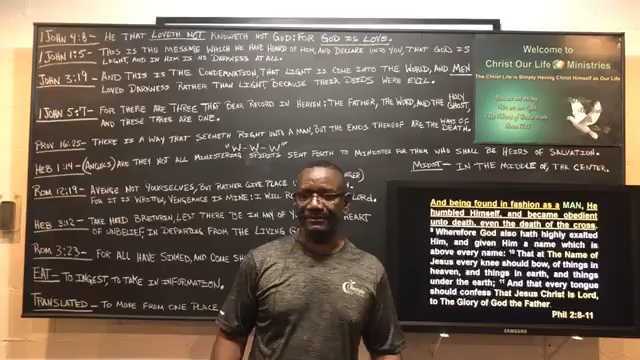 1 JOHN 4:8 - HE THAT LOVETH NOT KNOWETH NOT GOD: FOR GOD IS LOVE.
1 JOHN 1:5 - THIS IS THE MESSAGE WHICH WE HAVE HEARD OF HIM, AND DECLARE UNTO YOU, THAT GOD IS
LIGHT, AND IN HIM IS NO DARKNESS AT ALL.
JOHN 3:19 - AND THIS IS THE CONDEMNATION, THAT LIGHT IS COME INTO THE WORLD, AND MEN
LOVED DARKNESS RATHER THAN LIGHT, BECAUSE THEIR DEEDS WERE EVIL.
1 JOHN 5:7 - FOR THERE ARE THREE THAT BEAR RECORD IN HEAVEN: THE FATHER, THE WORD, AND THE HOLY GHOST,
AND THESE THREE ARE ONE.
PROV 16:25 - THERE IS A WAY THAT SEEMETH RIGHT UNTO A MAN, BUT THE ENDS THEREOF ARE THE WAYS OF DEATH.
"W-W-W"
HEB 1:14 - (ANGELS) ARE THEY NOT ALL MINISTERING SPIRITS SENT FORTH TO MINISTER FOR THEM WHO SHALL BE HEIRS OF SALVATION.
MIDST - IN THE MIDDLE OF THE CENTER.
ROM 12:19 - AVENGE NOT YOURSELVES, BUT RATHER GIVE PLACE
FOR IT IS WRITTEN, VENGENCE IS MINE: I WILL LORD.
HEB 3:12 - TAKE HEED BRETHREN, LEST THERE BE IN ANY OF HEART
OF UNBELIEF IN DEPARTING FROM THE LIVING
ROM 3:23 - FOR ALL HAVE SINNED, AND COME
EAT - TO INGEST, TO TAKE IN INFORMATION.
TRANSLATED - TO MOVE FROM ONE PLACE
Welcome to
Christ Our Life Ministries
The Christ Life is Simply Having Christ Himself as Our Life
And being found in fashion as a MAN, He
humbled Himself, and became obedient
unto death, even the death of the cross.
9 Wherefore God also hath highly exalted
Him, and given Him a name which is
above every name: 10 That at The Name of
Jesus every knee should bow, of things in
heaven, and things in earth, and things
under the earth; 11 And that every tongue
should confess That Jesus Christ is Lord,
to The Glory of God the Father.
Phil 2:8-11
SAMSUNG